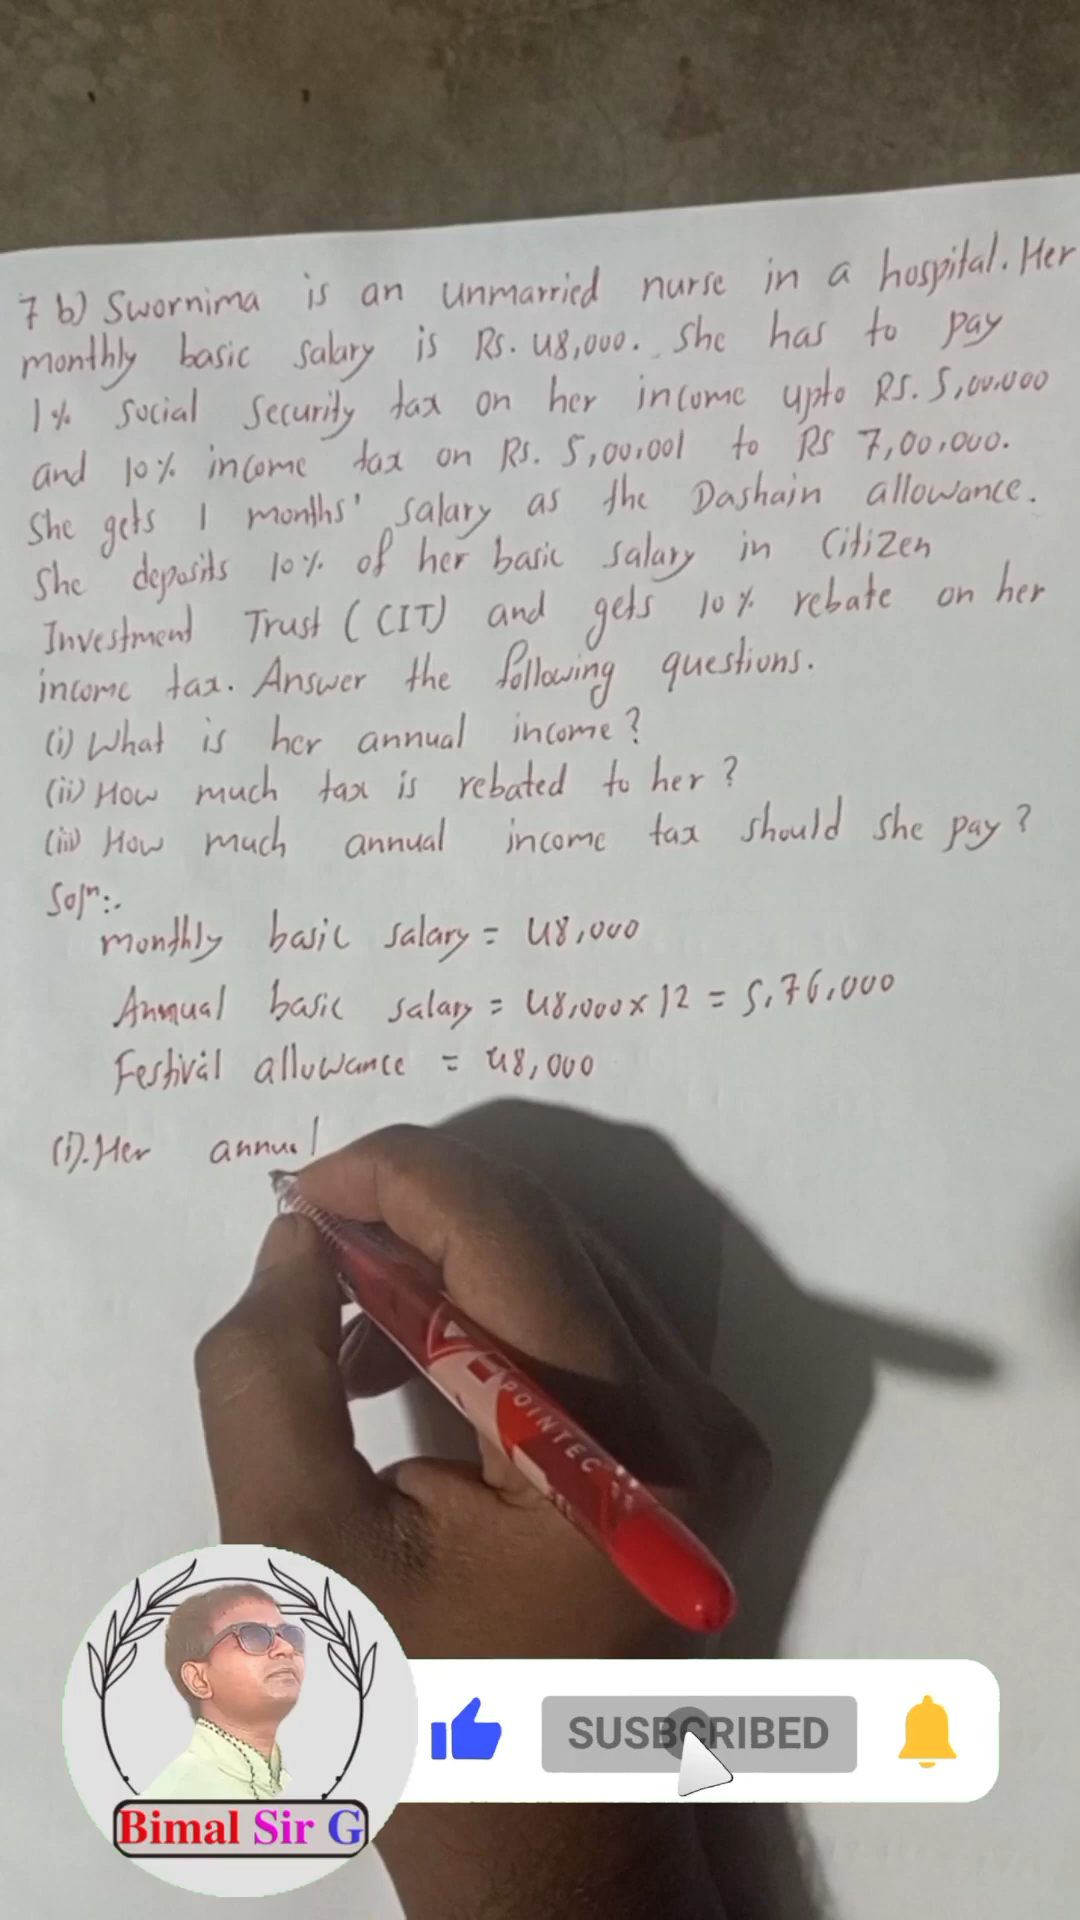 7 b) Swornima is an unmarried nurse in a hospital. Her
monthly basic salary is Rs. 48,000. She has to pay
1% Social Security tax on her income upto Rs. 5,00,000
and 10% income tax on Rs. 5,00,001 to Rs 7,00,000.
She gets 1 months' salary as the Dashain allowance.
She deposits 10% of her basic salary in Citizen
Investment Trust (CIT) and gets 10% rebate on her
income tax. Answer the following questions.
(i) What is her annual income?
(ii) How much tax is rebated to her?
(iii) How much annual income tax should she pay?
Solⁿ:-
monthly basic salary = 48,000
Annual basic salary = 48,000 x 12 = 5,76,000
Festival allowance = 48,000
(i). Her annual
POINTEC
SUSBCRIBED
Bimal Sir G